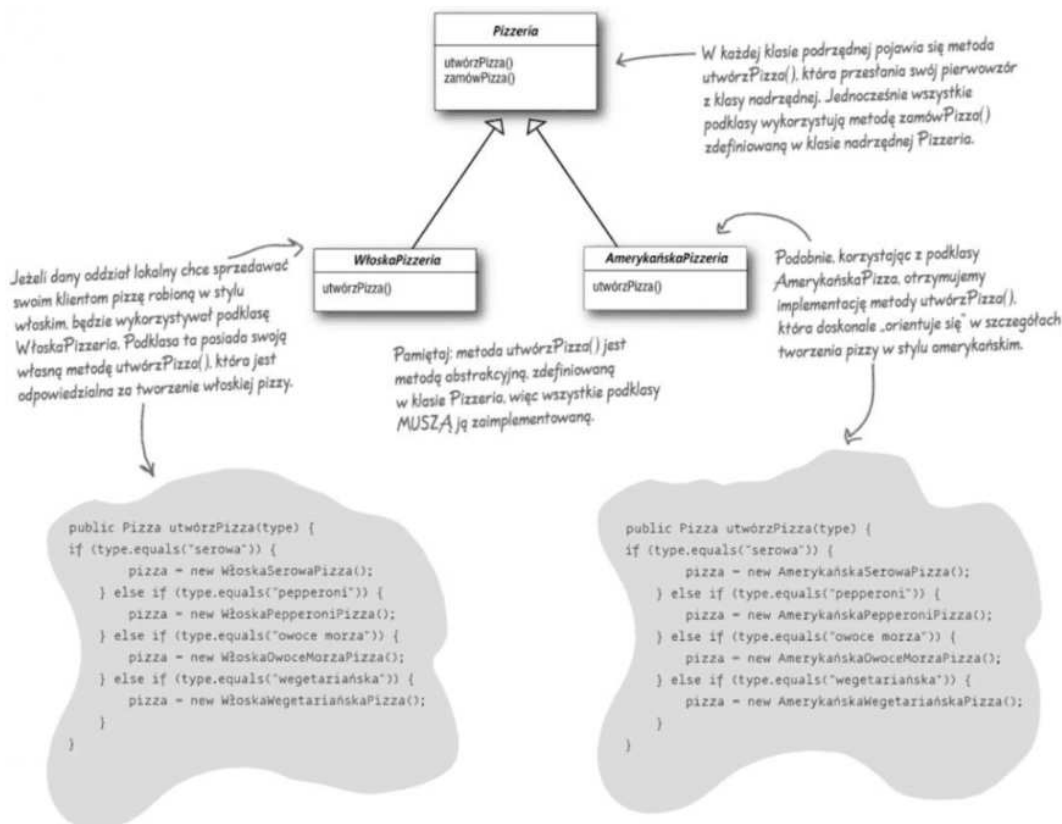 Pizzeria
utwórzPizza()
zamówPizza()
W każdej klasie podrzędnej pojawia się metoda
utwórzPizza(), która przesłania swój pierwowzór
z klasy nadrzędnej. Jednocześnie wszystkie
podklasy wykorzystują metodę zamówPizza()
zdefiniowaną w klasie nadrzędnej Pizzeria.
Jeżeli dany oddział lokalny chce sprzedawać
swoim klientom pizzę robioną w stylu
włoskim, będzie wykorzystywał podklasę
WłoskaPizzeria. Podklasa ta posiada swoją
własną metodę utwórzPizza(), która jest
odpowiedzialna za tworzenie włoskiej pizzy.
WłoskaPizzeria
utwórzPizza()
AmerykańskaPizzeria
utwórzPizza()
Podobnie, korzystając z podklasy
AmerykańskaPizza, otrzymujemy
implementację metody utwórzPizza(),
która doskonale „orientuje się” w szczegółach
tworzenia pizzy w stylu amerykańskim.
Pamiętaj: metoda utwórzPizza() jest
metodą abstrakcyjną, zdefiniowaną
w klasie Pizzeria, więc wszystkie podklasy
MUSZĄ ją zaimplementowaną.
public Pizza utwórzPizza(type) {
if (type.equals("serowa")) {
pizza = new WłoskaSerowaPizza();
} else if (type.equals("pepperoni")) {
pizza = new WłoskaPepperoniPizza();
} else if (type.equals("owoce morza")) {
pizza = new WłoskaOwoceMorzaPizza();
} else if (type.equals("wegetariańska")) {
pizza = new WłoskaWegetariańskaPizza();
}
}
public Pizza utwórzPizza(type) {
if (type.equals("serowa")) {
pizza = new AmerykańskaSerowaPizza();
} else if (type.equals("pepperoni") {
pizza = new AmerykańskaPepperoniPizza();
} else if (type.equals("owoce morza") {
pizza = new AmerykańskaOwoceMorzaPizza();
} else if (type.equals("wegetariańska") {
pizza = new AmerykańskaWegetariańskaPizza();
}
}